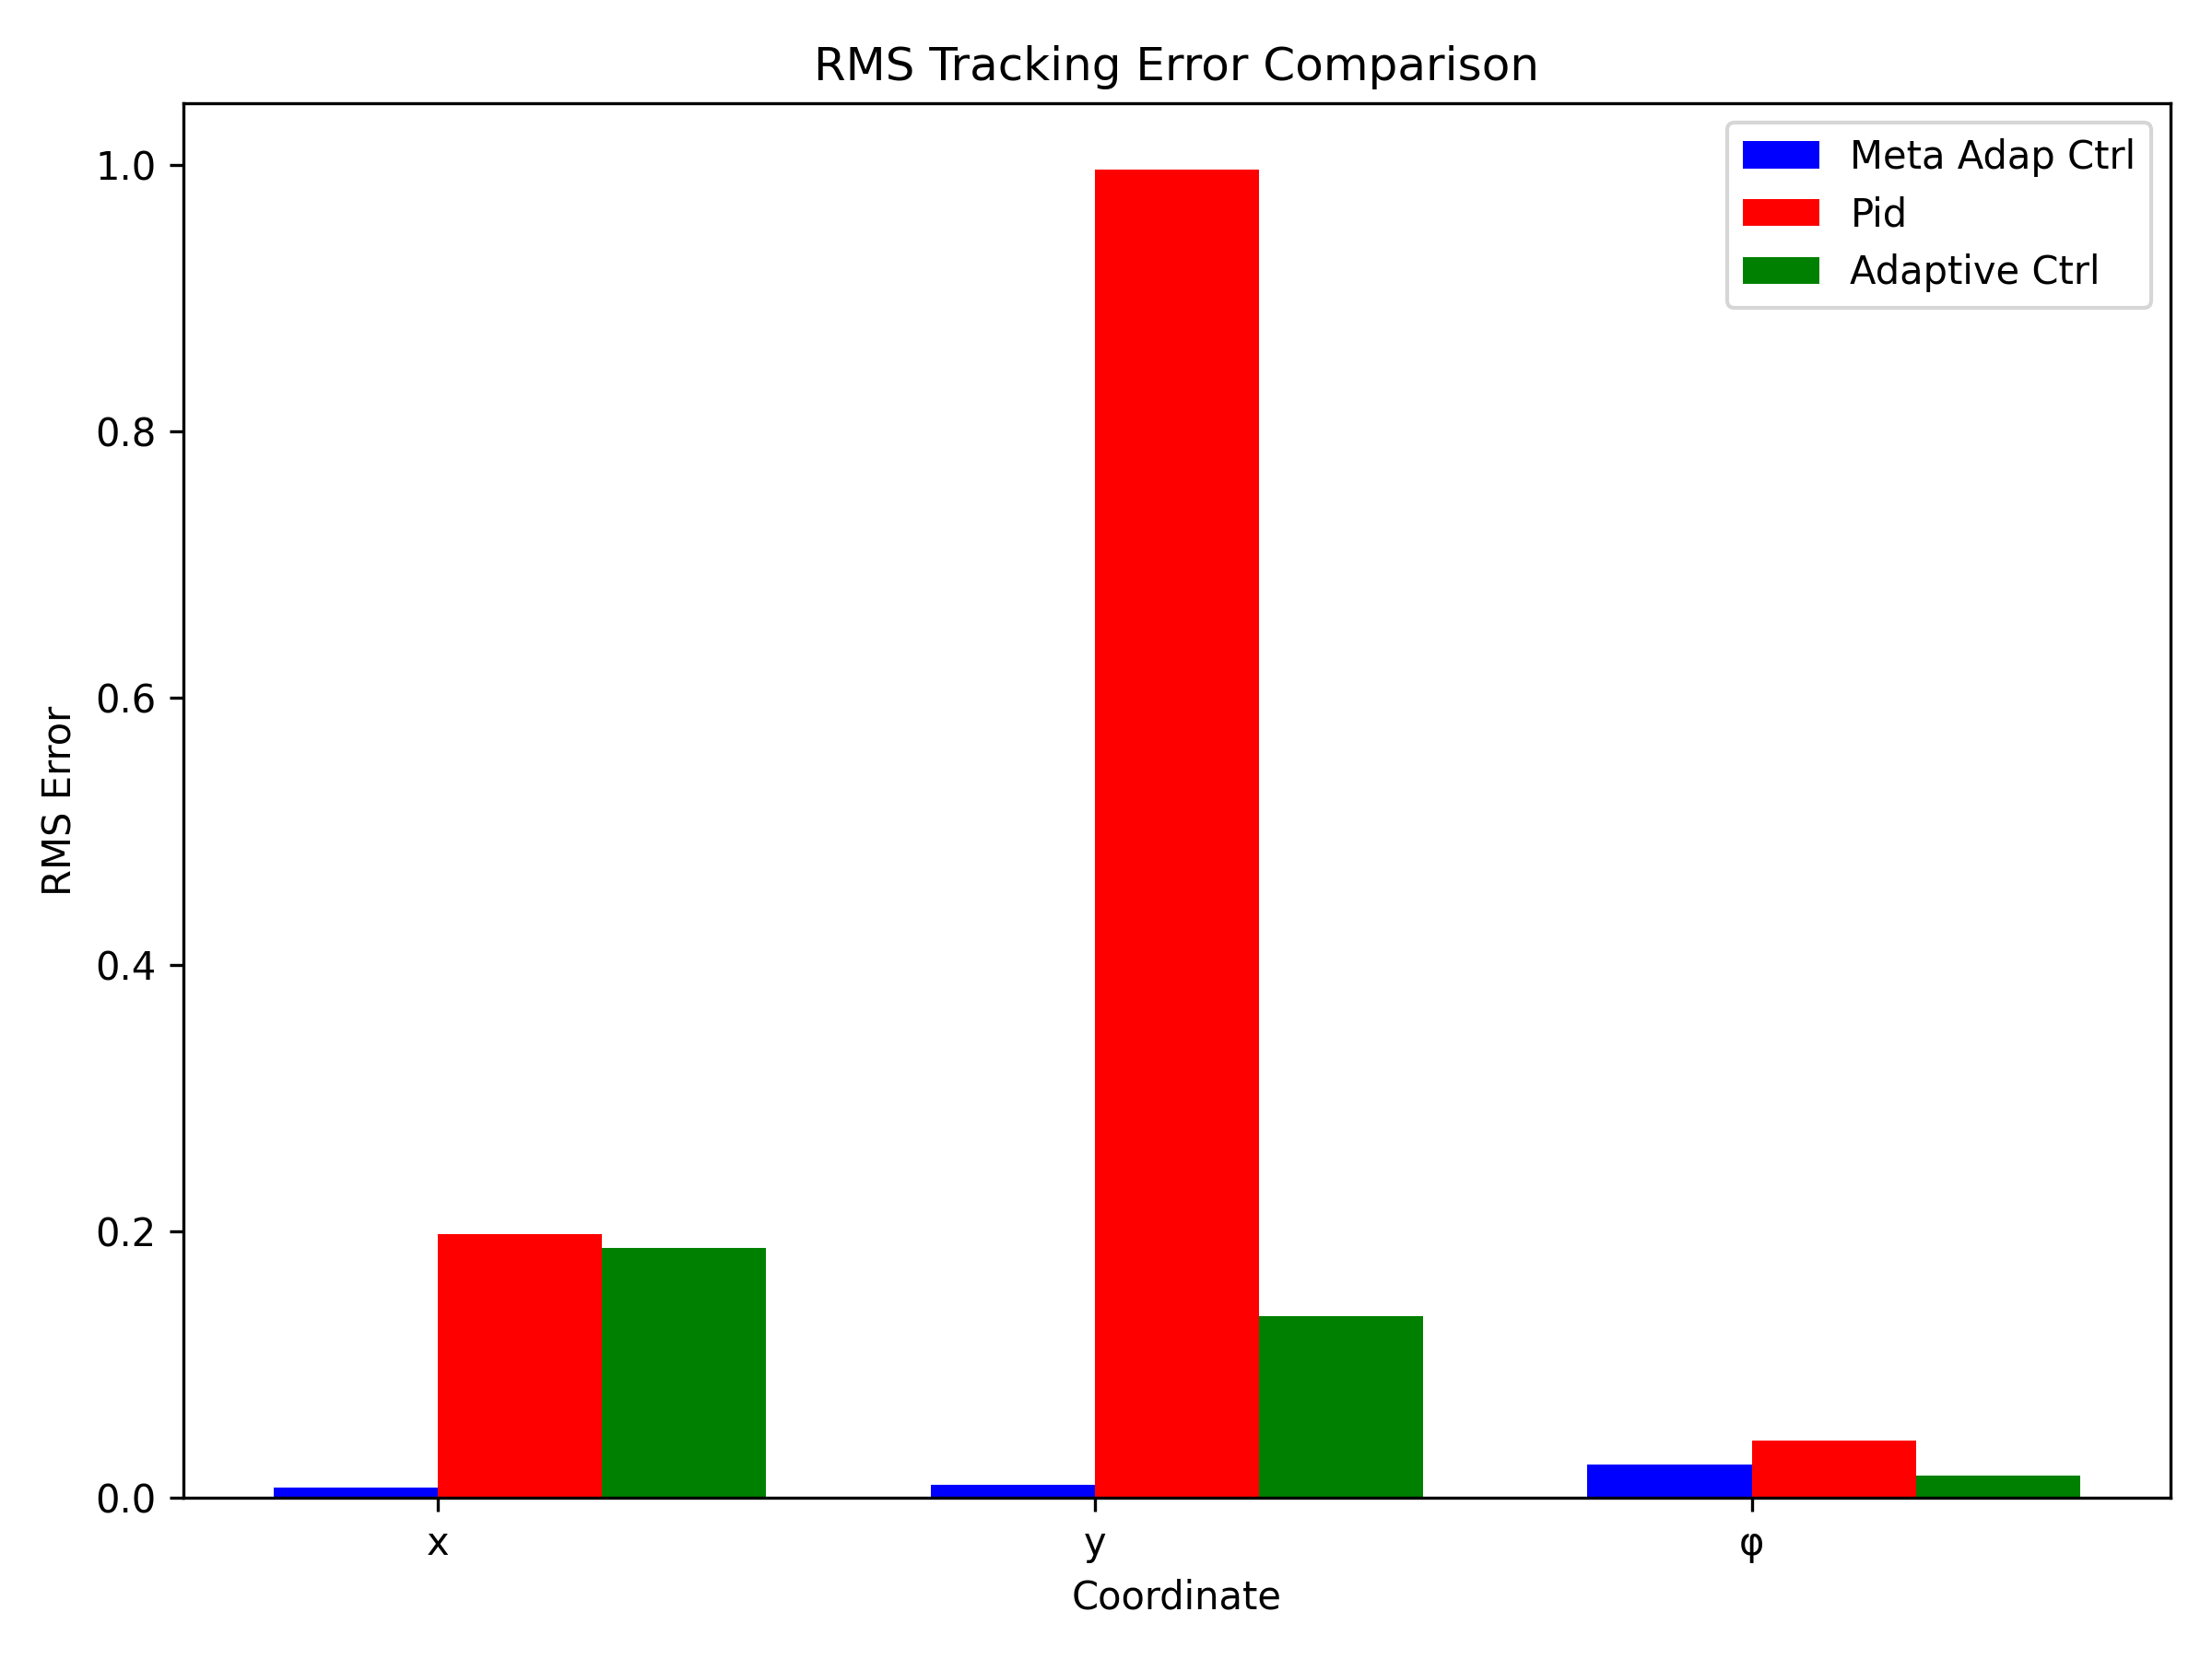 RMS Tracking Error Comparison
Meta Adap Ctrl
Pid
Adaptive Ctrl
RMS Error
1.0
0.8
0.6
0.4
0.2
0.0
x
y
φ
Coordinate